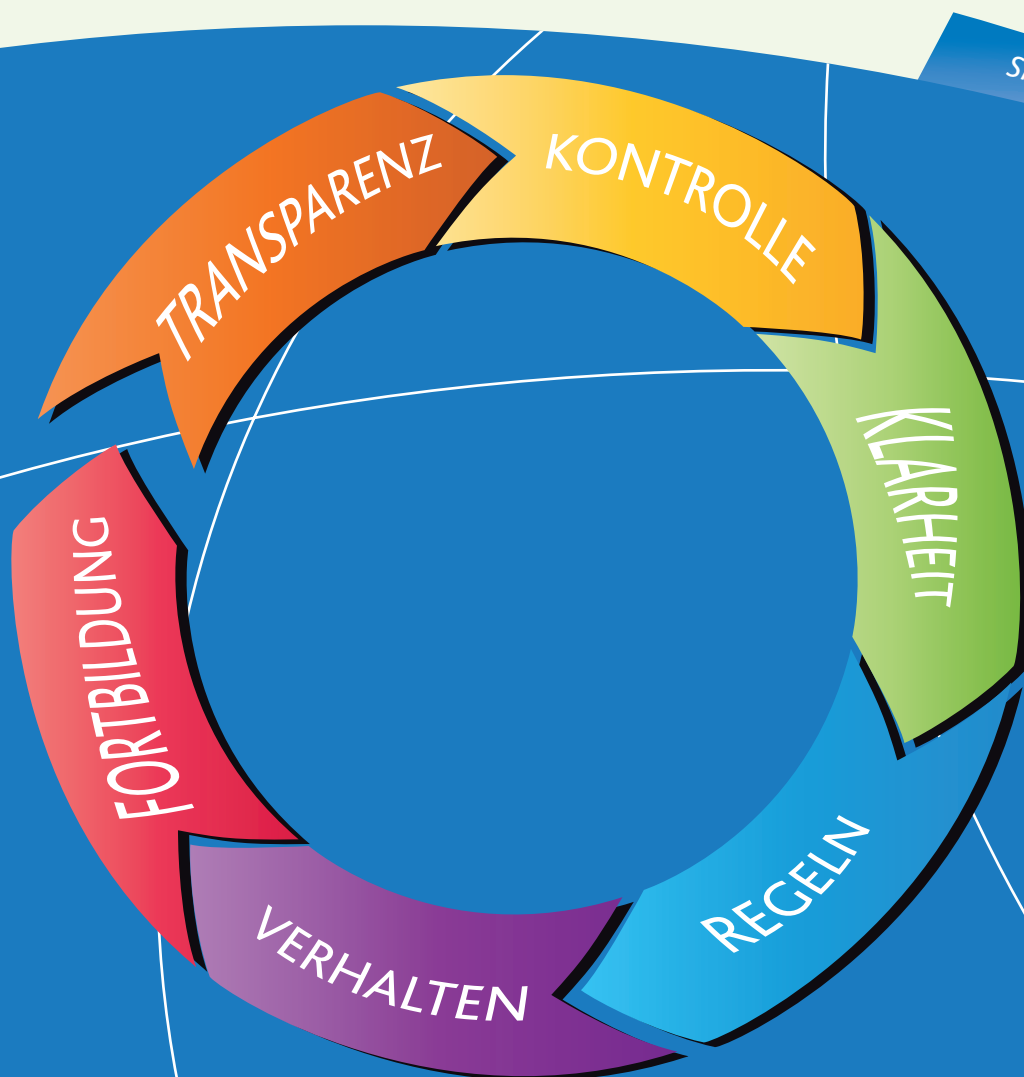 TRANSPARENZ
KONTROLLE
KLARHEIT
REGELN
VERHALTEN
FORTBILDUNG